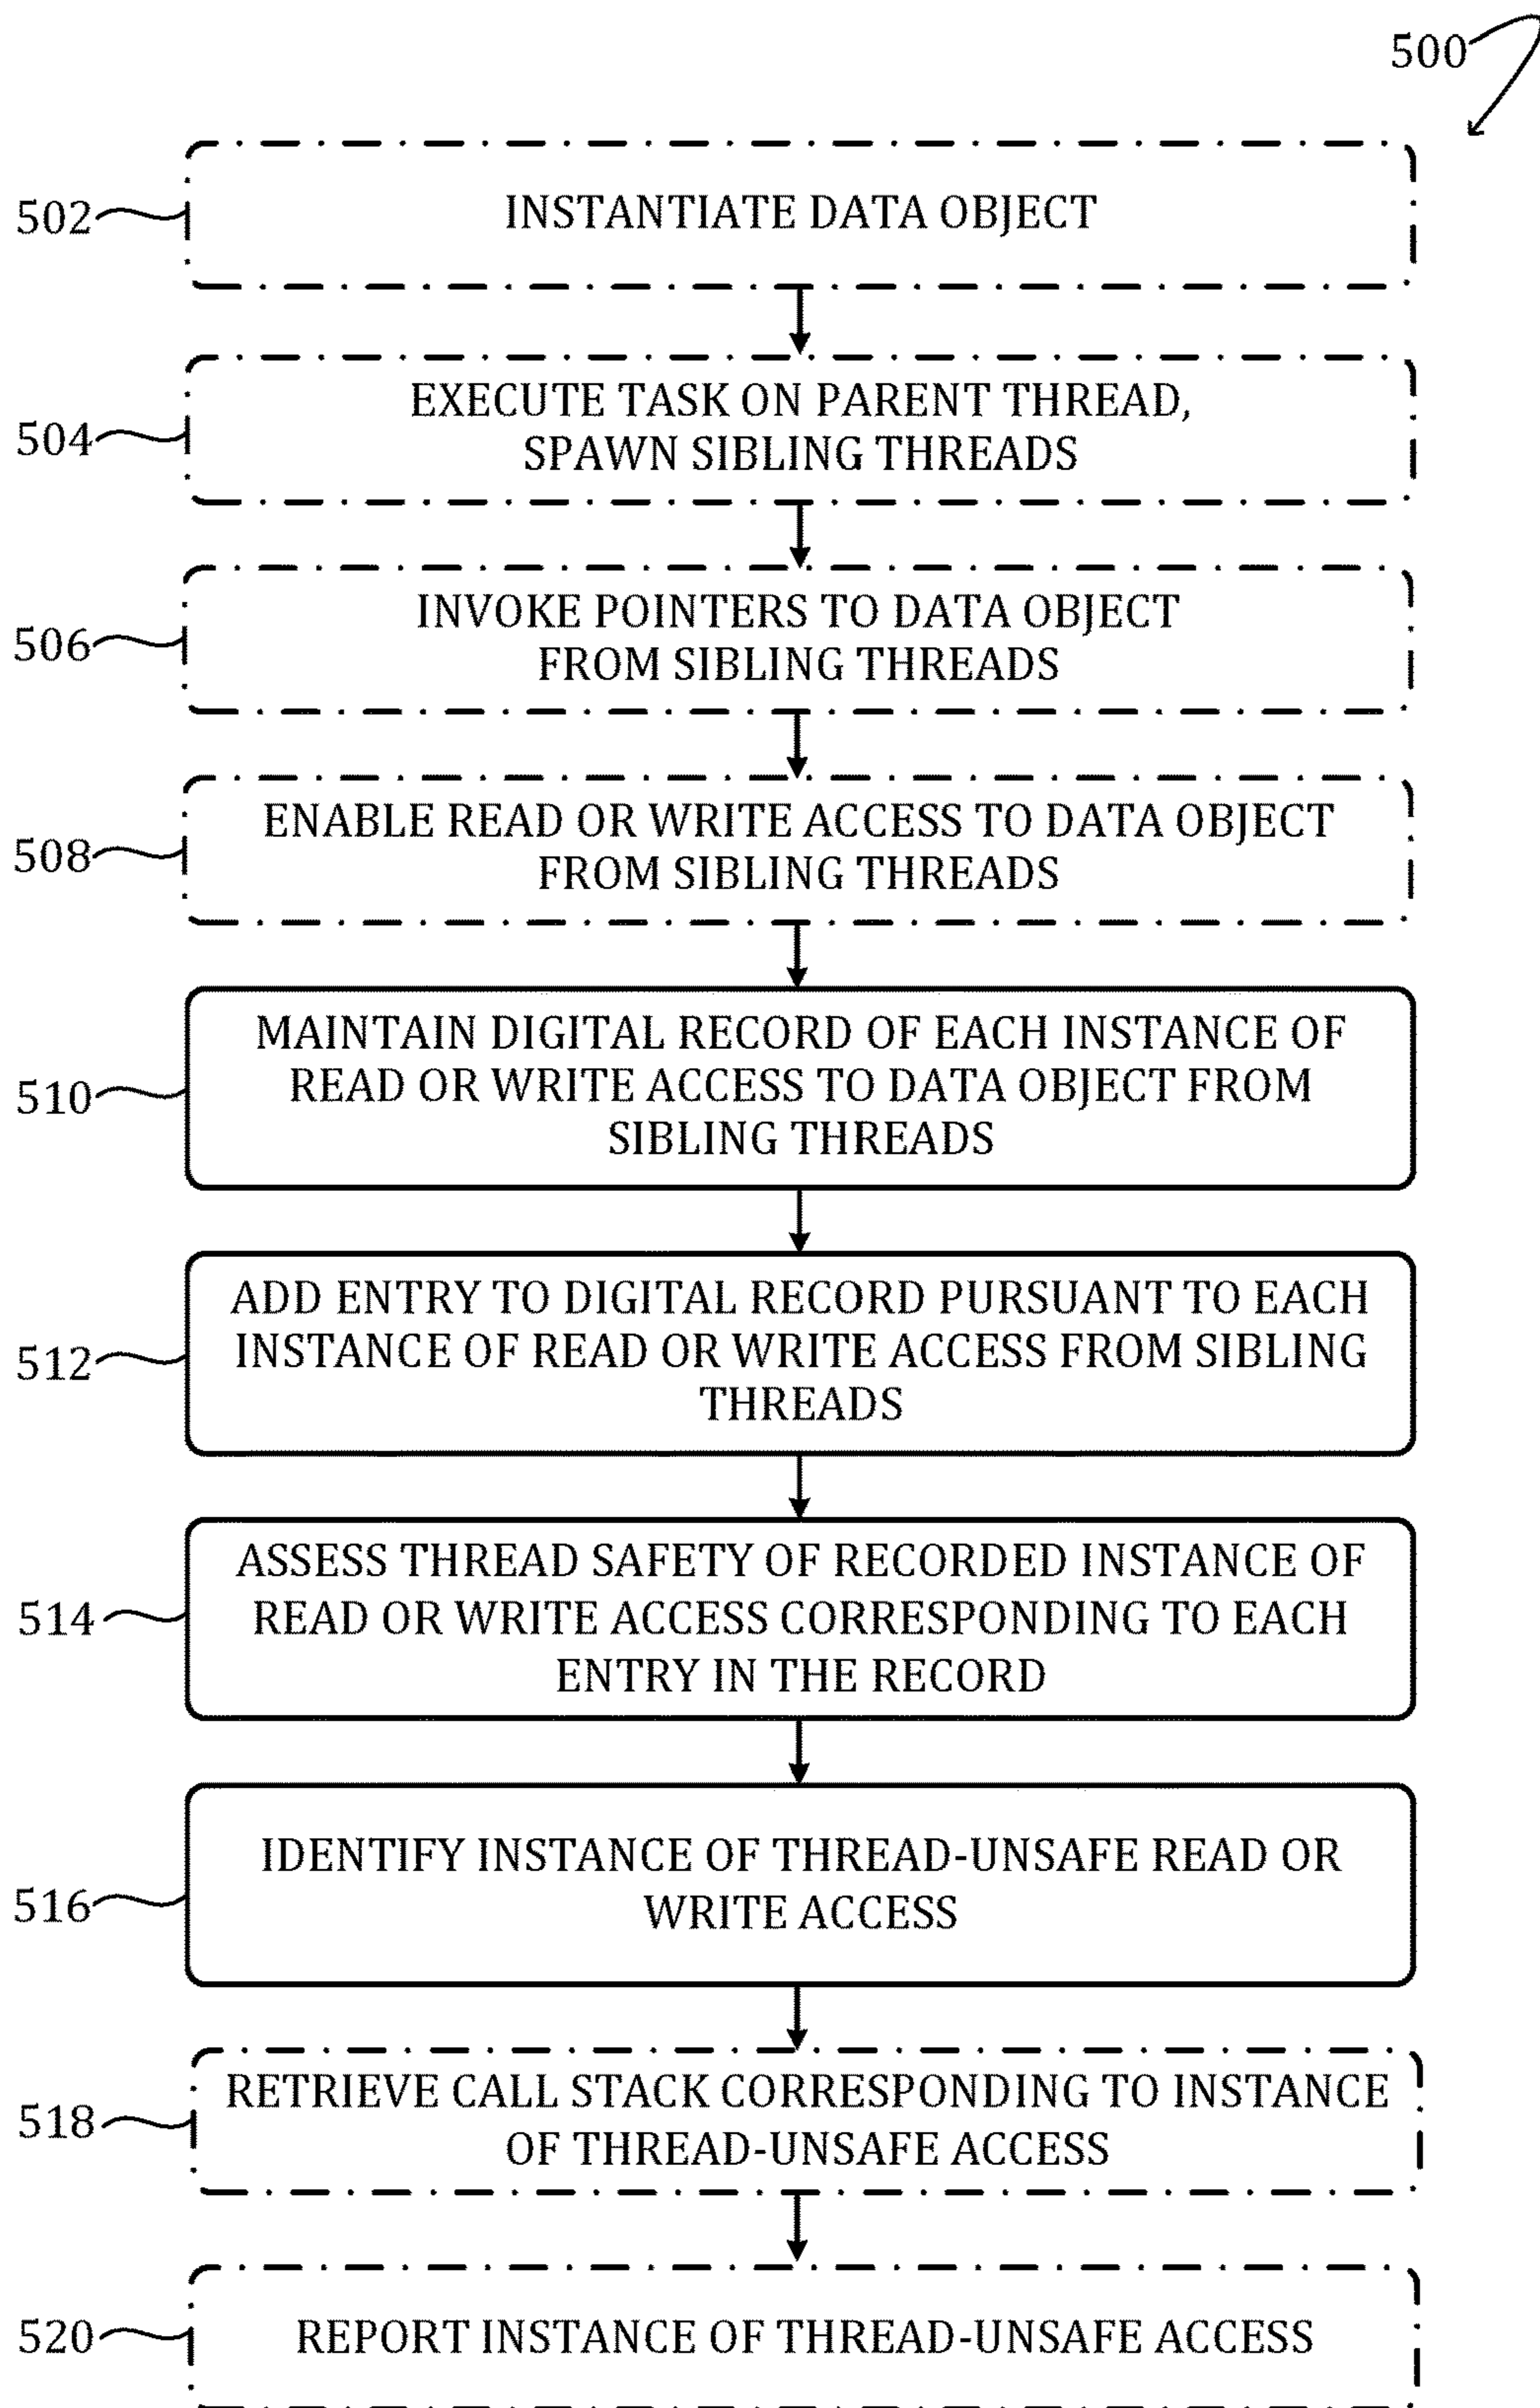 500
502
INSTANTIATE DATA OBJECT
504
EXECUTE TASK ON PARENT THREAD,
SPAWN SIBLING THREADS
506
INVOKE POINTERS TO DATA OBJECT
FROM SIBLING THREADS
508
ENABLE READ OR WRITE ACCESS TO DATA OBJECT
FROM SIBLING THREADS
510
MAINTAIN DIGITAL RECORD OF EACH INSTANCE OF
READ OR WRITE ACCESS TO DATA OBJECT FROM
SIBLING THREADS
512
ADD ENTRY TO DIGITAL RECORD PURSUANT TO EACH
INSTANCE OF READ OR WRITE ACCESS FROM SIBLING
THREADS
514
ASSESS THREAD SAFETY OF RECORDED INSTANCE OF
READ OR WRITE ACCESS CORRESPONDING TO EACH
ENTRY IN THE RECORD
516
IDENTIFY INSTANCE OF THREAD-UNSAFE READ OR
WRITE ACCESS
518
RETRIEVE CALL STACK CORRESPONDING TO INSTANCE
OF THREAD-UNSAFE ACCESS
520
REPORT INSTANCE OF THREAD-UNSAFE ACCESS